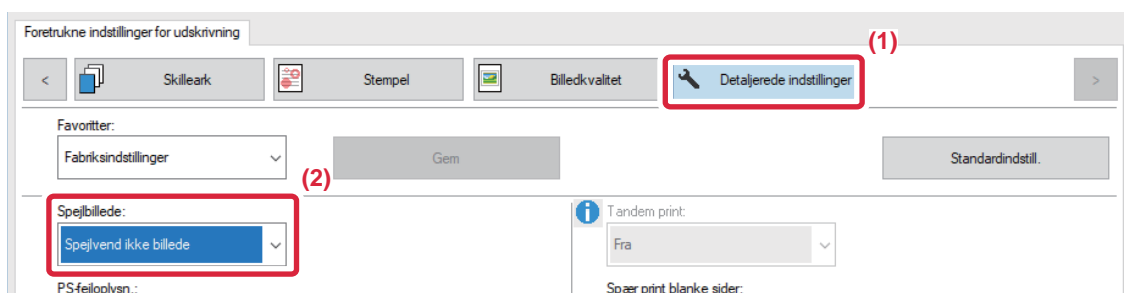 Foretrukne indstillinger for udskrivning
(1)
< Skilleark Stempel Billedkvalitet Detaljerede indstillinger >
Favoritter:
Fabriksindstillinger Gem Standardindstill.
(2)
Spejlbillede: Tandem print:
Spejlvend ikke billede Fra
PS-fejloplysn.: Spær print blanke sider: